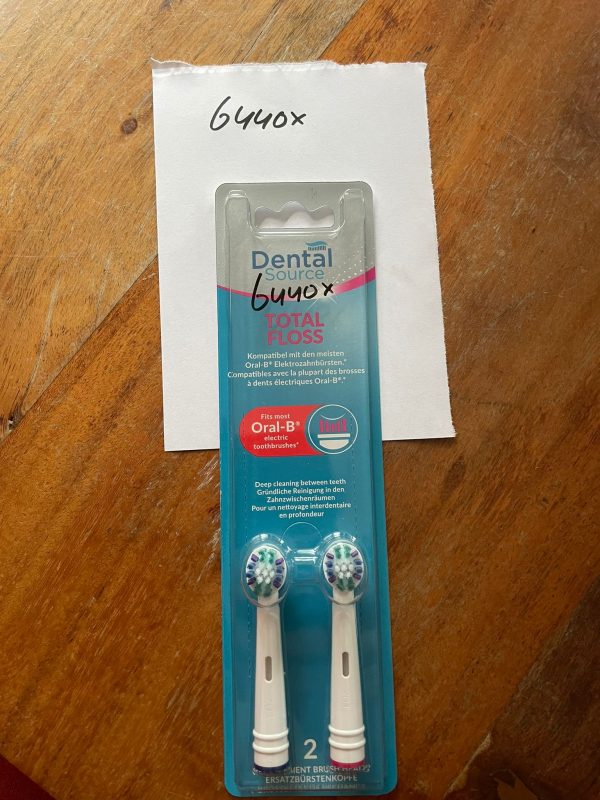 6440x
Dental
Source
6440x
TOTAL
FLOSS
Kompatibel mit den meisten
Oral-B® Elektrozahnbürsten.*
Compatibles avec la plupart des brosses
à dents électriques Oral-B®.*
Fits most
Oral-B®
electric
toothbrushes*
Deep cleaning between teeth
Gründliche Reinigung in den
Zahnzwischenräumen
Pour un nettoyage interdentaire
en profondeur
2
BRUSH HEADS
ERSATZBÜRSTENKÖPFE